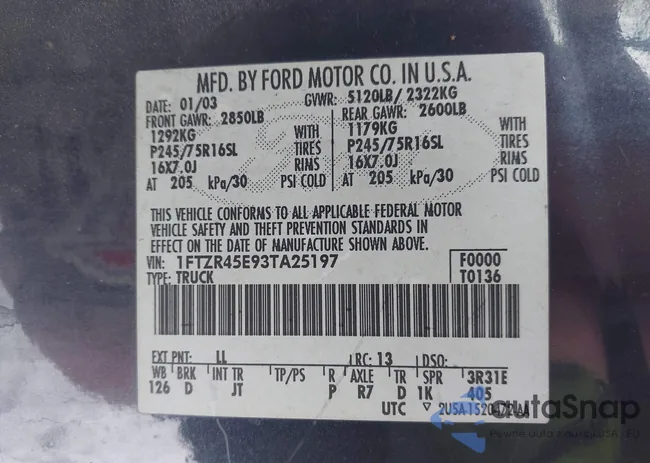 MFD. BY FORD MOTOR CO. IN U.S.A.
DATE: 01/03 GVWR: 5120LB/ 2322KG
FRONT GAWR: 2850LB REAR GAWR: 2600LB
1292KG WITH 1179KG WITH
P245/75R16SL TIRES P245/75R16SL TIRES
16X7.0J RIMS 16X7.0J RIMS
AT 205 kPa/30 PSI COLD AT 205 kPa/30 PSI COLD
THIS VEHICLE CONFORMS TO ALL APPLICABLE FEDERAL MOTOR
VEHICLE SAFETY AND THEFT PREVENTION STANDARDS IN
EFFECT ON THE DATE OF MANUFACTURE SHOWN ABOVE.
VIN: 1FTZR45E93TA25197 F0000
TYPE: TRUCK T0136
EXT PNT: LL RC: 13 DSO:
WB BRK INT TR TP/PS R AXLE TR SPR 3R31E
126 D JT P R7 D 1K 405
UTC ▽
autoSnap
Pewne auta z